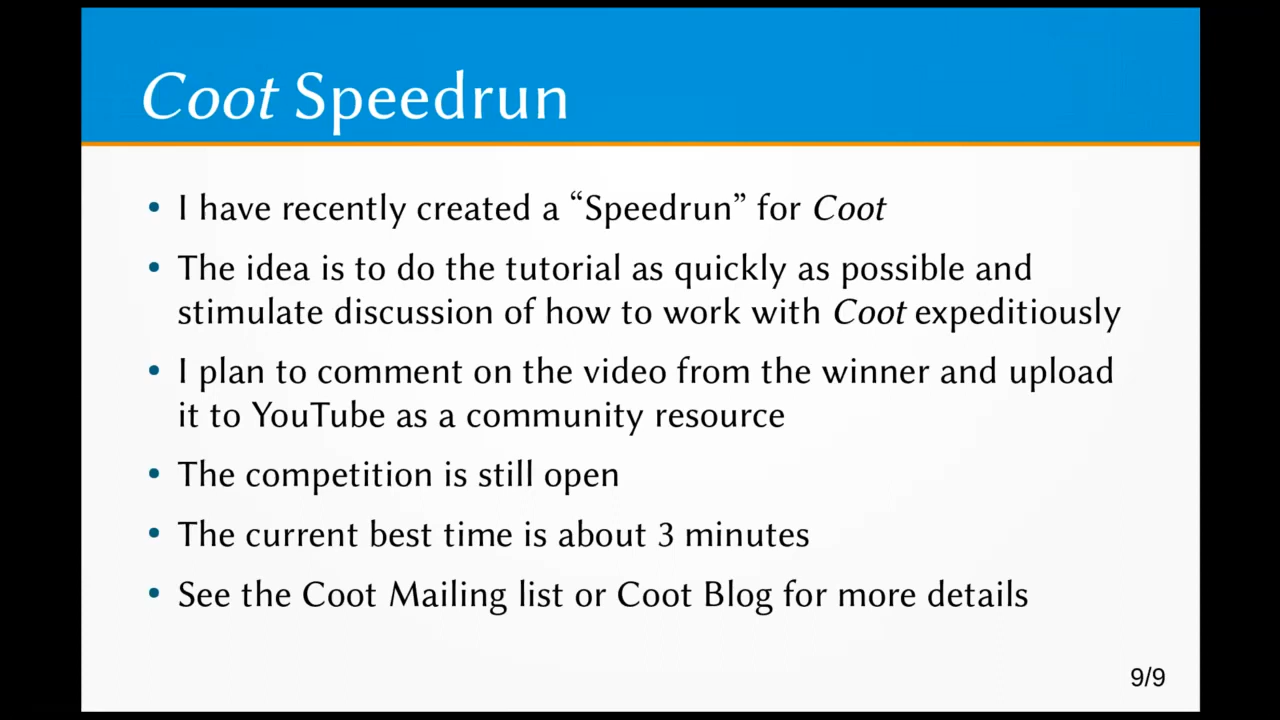 Coot Speedrun
• I have recently created a “Speedrun” for Coot
• The idea is to do the tutorial as quickly as possible and
stimulate discussion of how to work with Coot expeditiously
• I plan to comment on the video from the winner and upload
it to YouTube as a community resource
• The competition is still open
• The current best time is about 3 minutes
• See the Coot Mailing list or Coot Blog for more details
9/9